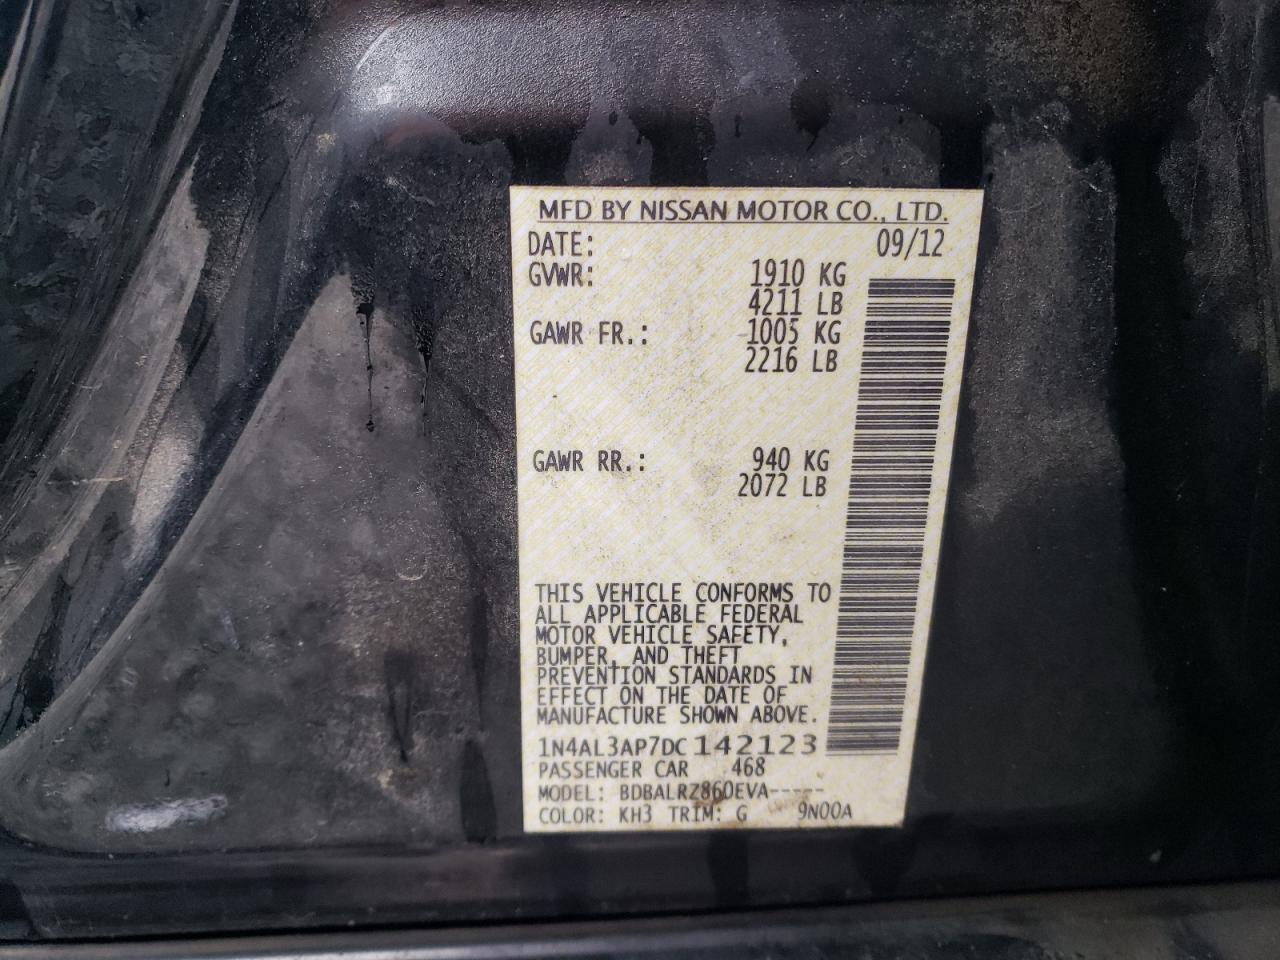 MFD BY NISSAN MOTOR CO., LTD.
DATE: 09/12
GVWR: 1910 KG
4211 LB
GAWR FR.: 1005 KG
2216 LB
GAWR RR.: 940 KG
2072 LB
THIS VEHICLE CONFORMS TO
ALL APPLICABLE FEDERAL
MOTOR VEHICLE SAFETY,
BUMPER, AND THEFT
PREVENTION STANDARDS IN
EFFECT ON THE DATE OF
MANUFACTURE SHOWN ABOVE.
1N4AL3AP7DC142123
PASSENGER CAR 468
MODEL: BDBALRZ860EVA-----
COLOR: KH3 TRIM: G 9N00A